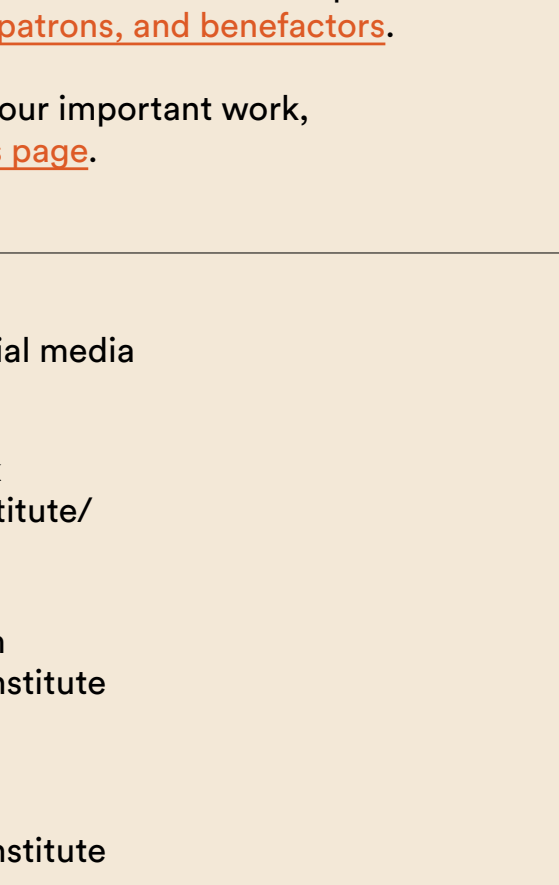 patrons, and benefactors.
our important work,
s page.
ial media
titute/
nstitute
nstitute